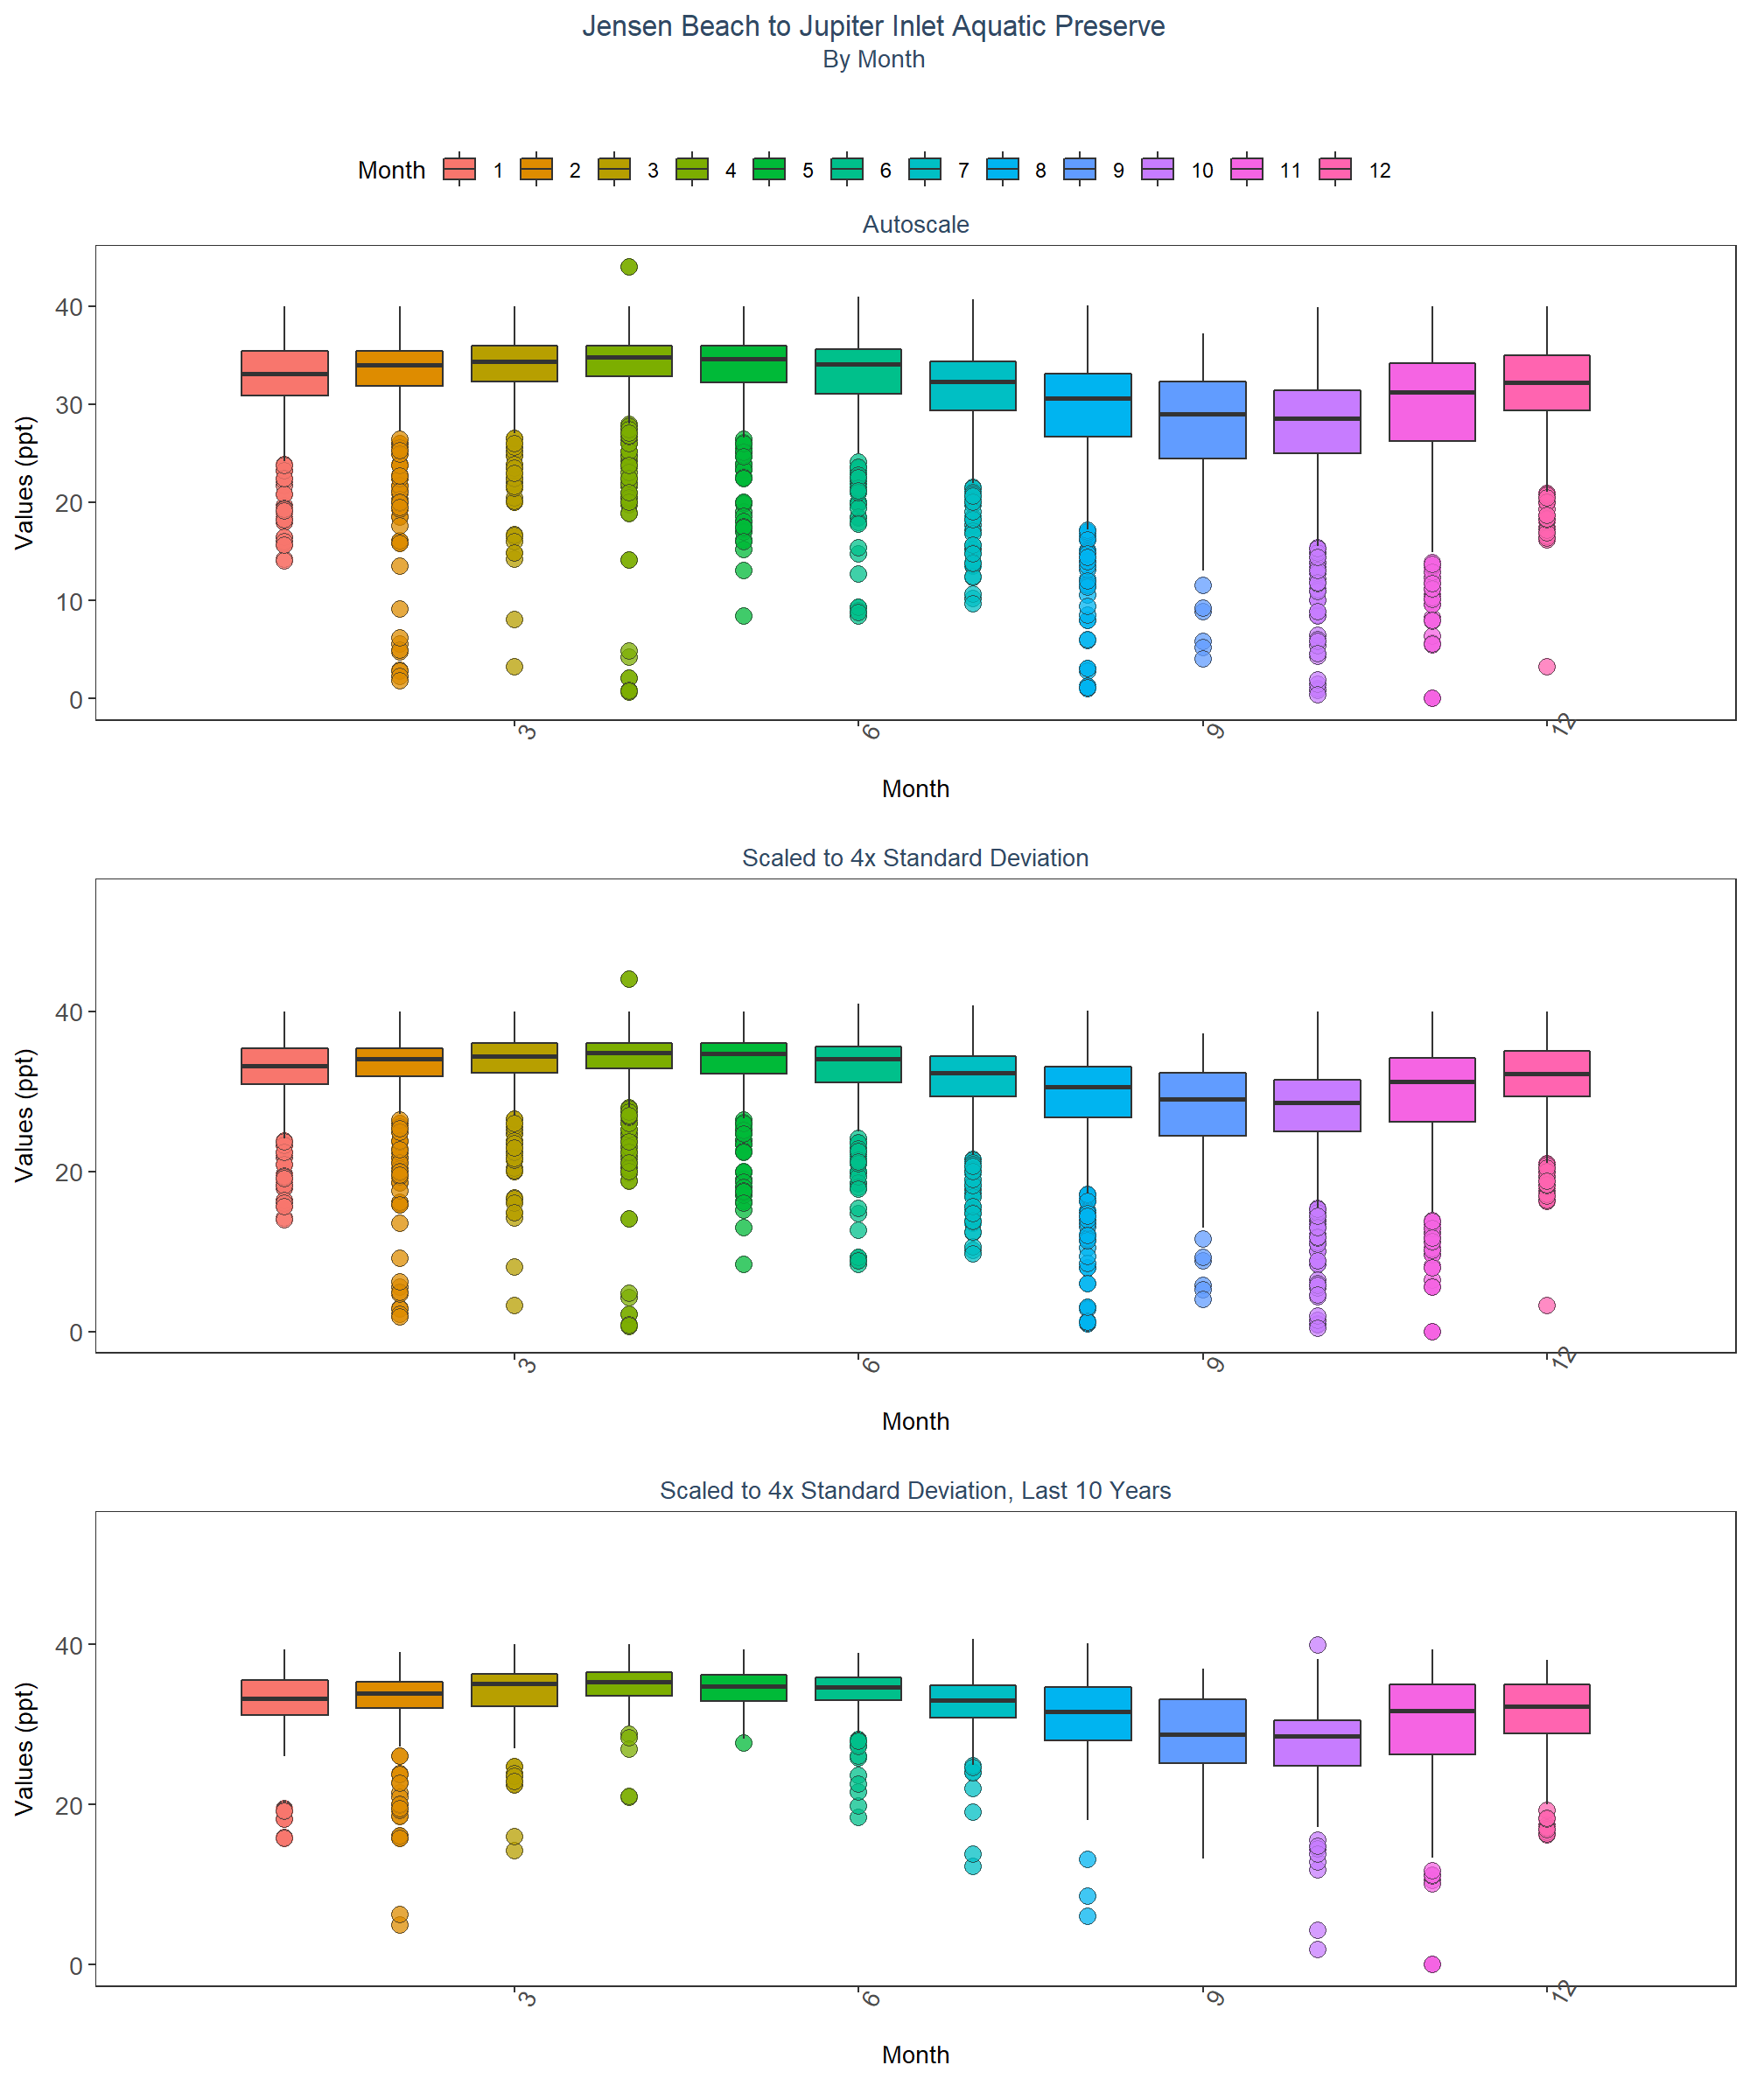 Jensen Beach to Jupiter Inlet Aquatic Preserve
By Month
Month 1 2 3 4 5 6 7 8 9 10 11 12
Autoscale
Values (ppt)
40
30
20
10
0
3 6 9 12
Month
Scaled to 4x Standard Deviation
Values (ppt)
40
20
0
3 6 9 12
Month
Scaled to 4x Standard Deviation, Last 10 Years
Values (ppt)
40
20
0
3 6 9 12
Month